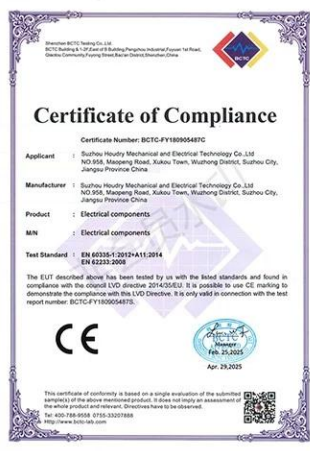 Shenzhen BCTC Testing Co., Ltd.
BCTC Building & 1-2F, East of B Building, Pengzhou Industrial, Fuyuan 1st Road,
Qiaotou Community, Fuyong Street, Bao'an District, Shenzhen, China
BCTC
Certificate of Compliance
Certificate Number: BCTC-FY180905487C
Applicant : Suzhou Houdry Mechanical and Electrical Technology Co.,Ltd
NO.958, Maopeng Road, Xukou Town, Wuzhong District, Suzhou City,
Jiangsu Province China
Manufacturer : Suzhou Houdry Mechanical and Electrical Technology Co.,Ltd
NO.958, Maopeng Road, Xukou Town, Wuzhong District, Suzhou City,
Jiangsu Province China
Product : Electrical components
M/N : Electrical components
Test Standard : EN 60335-1:2012+A11:2014
EN 62233:2008
The EUT described above has been tested by us with the listed standards and found in
compliance with the council LVD directive 2014/35/EU. It is possible to use CE marking to
demonstrate the compliance with this LVD Directive. It is only valid in connection with the test
report number: BCTC-FY180905487S.
CE
BCTC
Manager
Feb. 25,2025
Apr. 29,2025
This certificate of conformity is based on a single evaluation of the submitted
sample(s) of the above mentioned product. It does not imply an assessment of
the whole product and relevant. Directives have to be observed.
Tel: 400-788-9558 0755-33207888
Http://www.bctc-lab.com